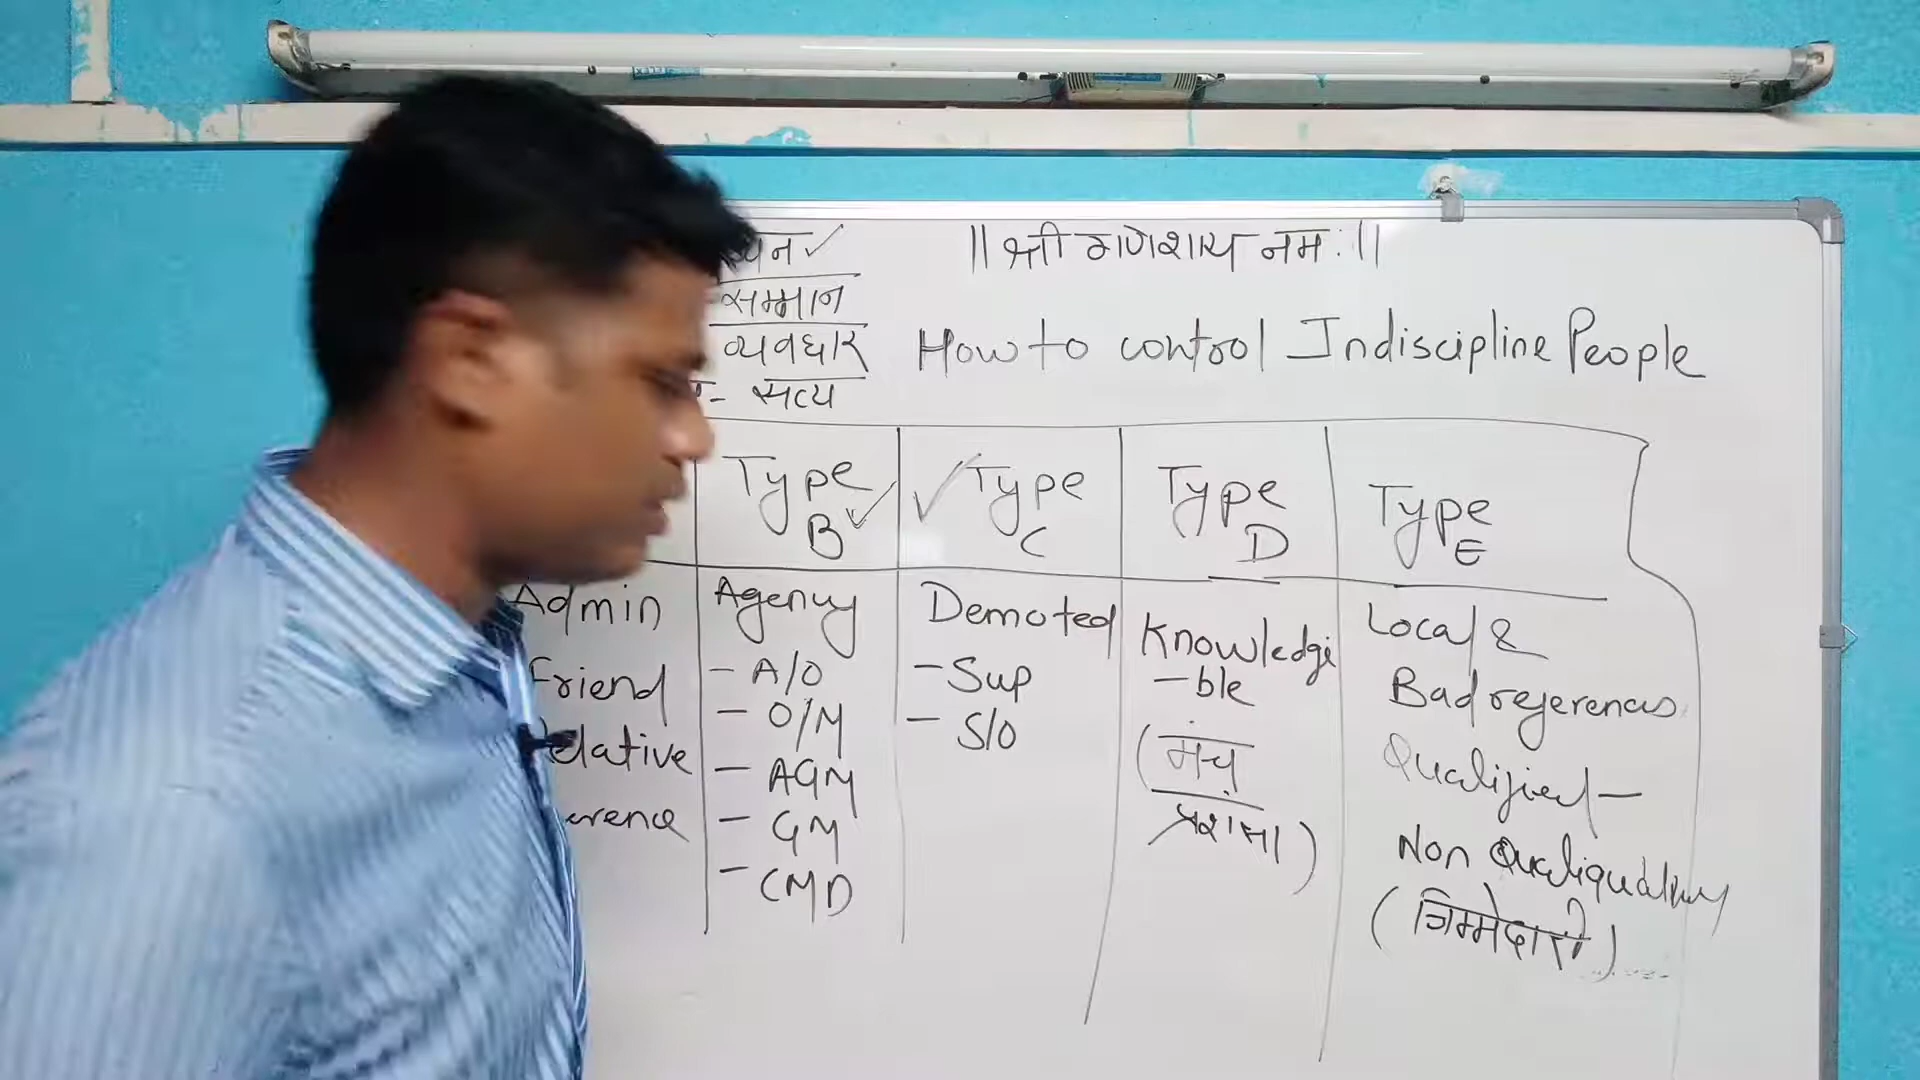 ॥ श्री गणेशाय नमः ॥
सम्मान
व्यवहार
- सत्य
How to control Indiscipline People
Type B
Type C
Type D
Type E
Admin
Friend
Relative
Agency
- A/O
- O/M
- AGM
- GM
- CMD
Demoted
- Sup
- S/O
Knowledge
- ble
(मंच
प्रशंसा)
Local &
Bad references
Qualified -
Non
(जिम्मेदारी)